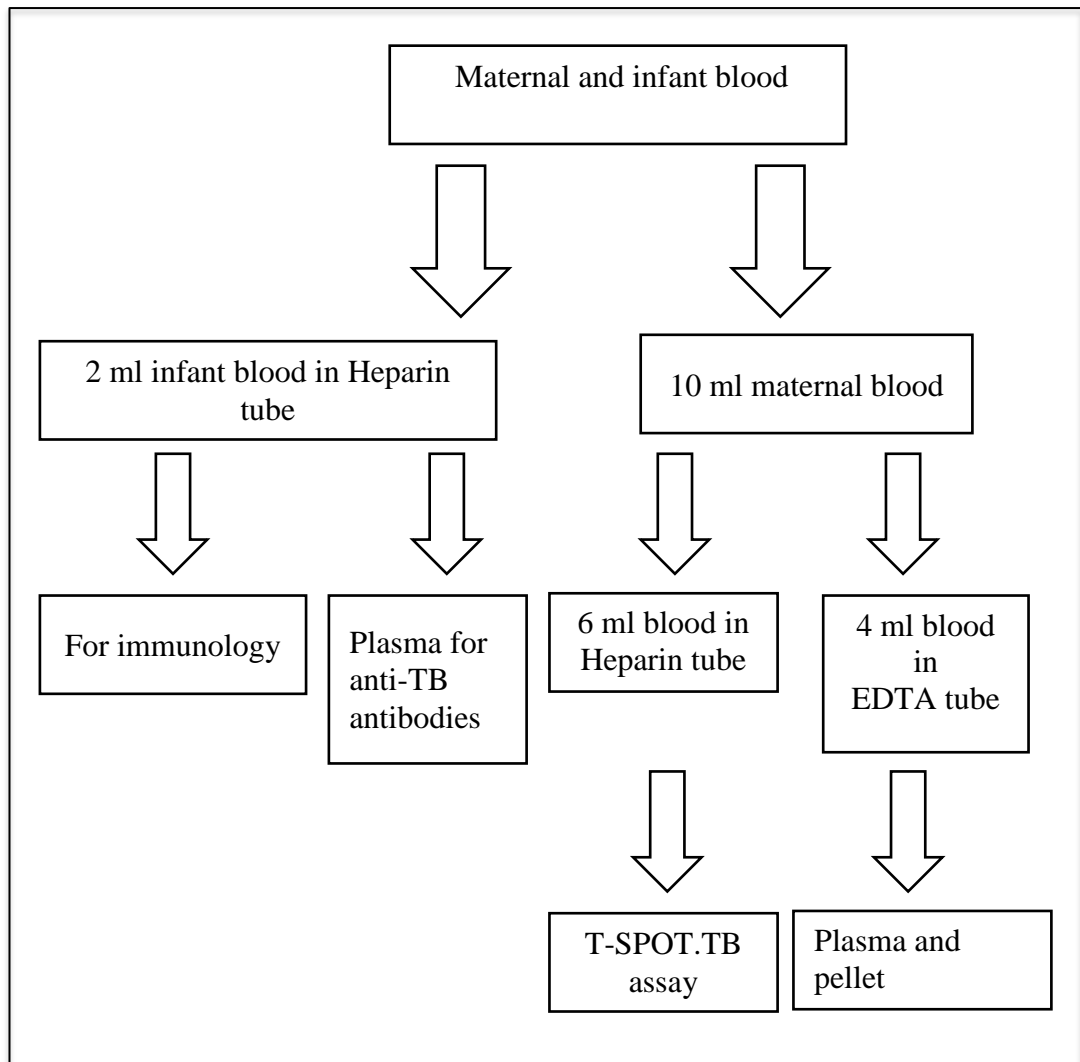 Maternal and infant blood
2 ml infant blood in Heparin
tube
10 ml maternal blood
For immunology
Plasma for
anti-TB
antibodies
6 ml blood in
Heparin tube
4 ml blood
in
EDTA tube
T-SPOT.TB
assay
Plasma and
pellet